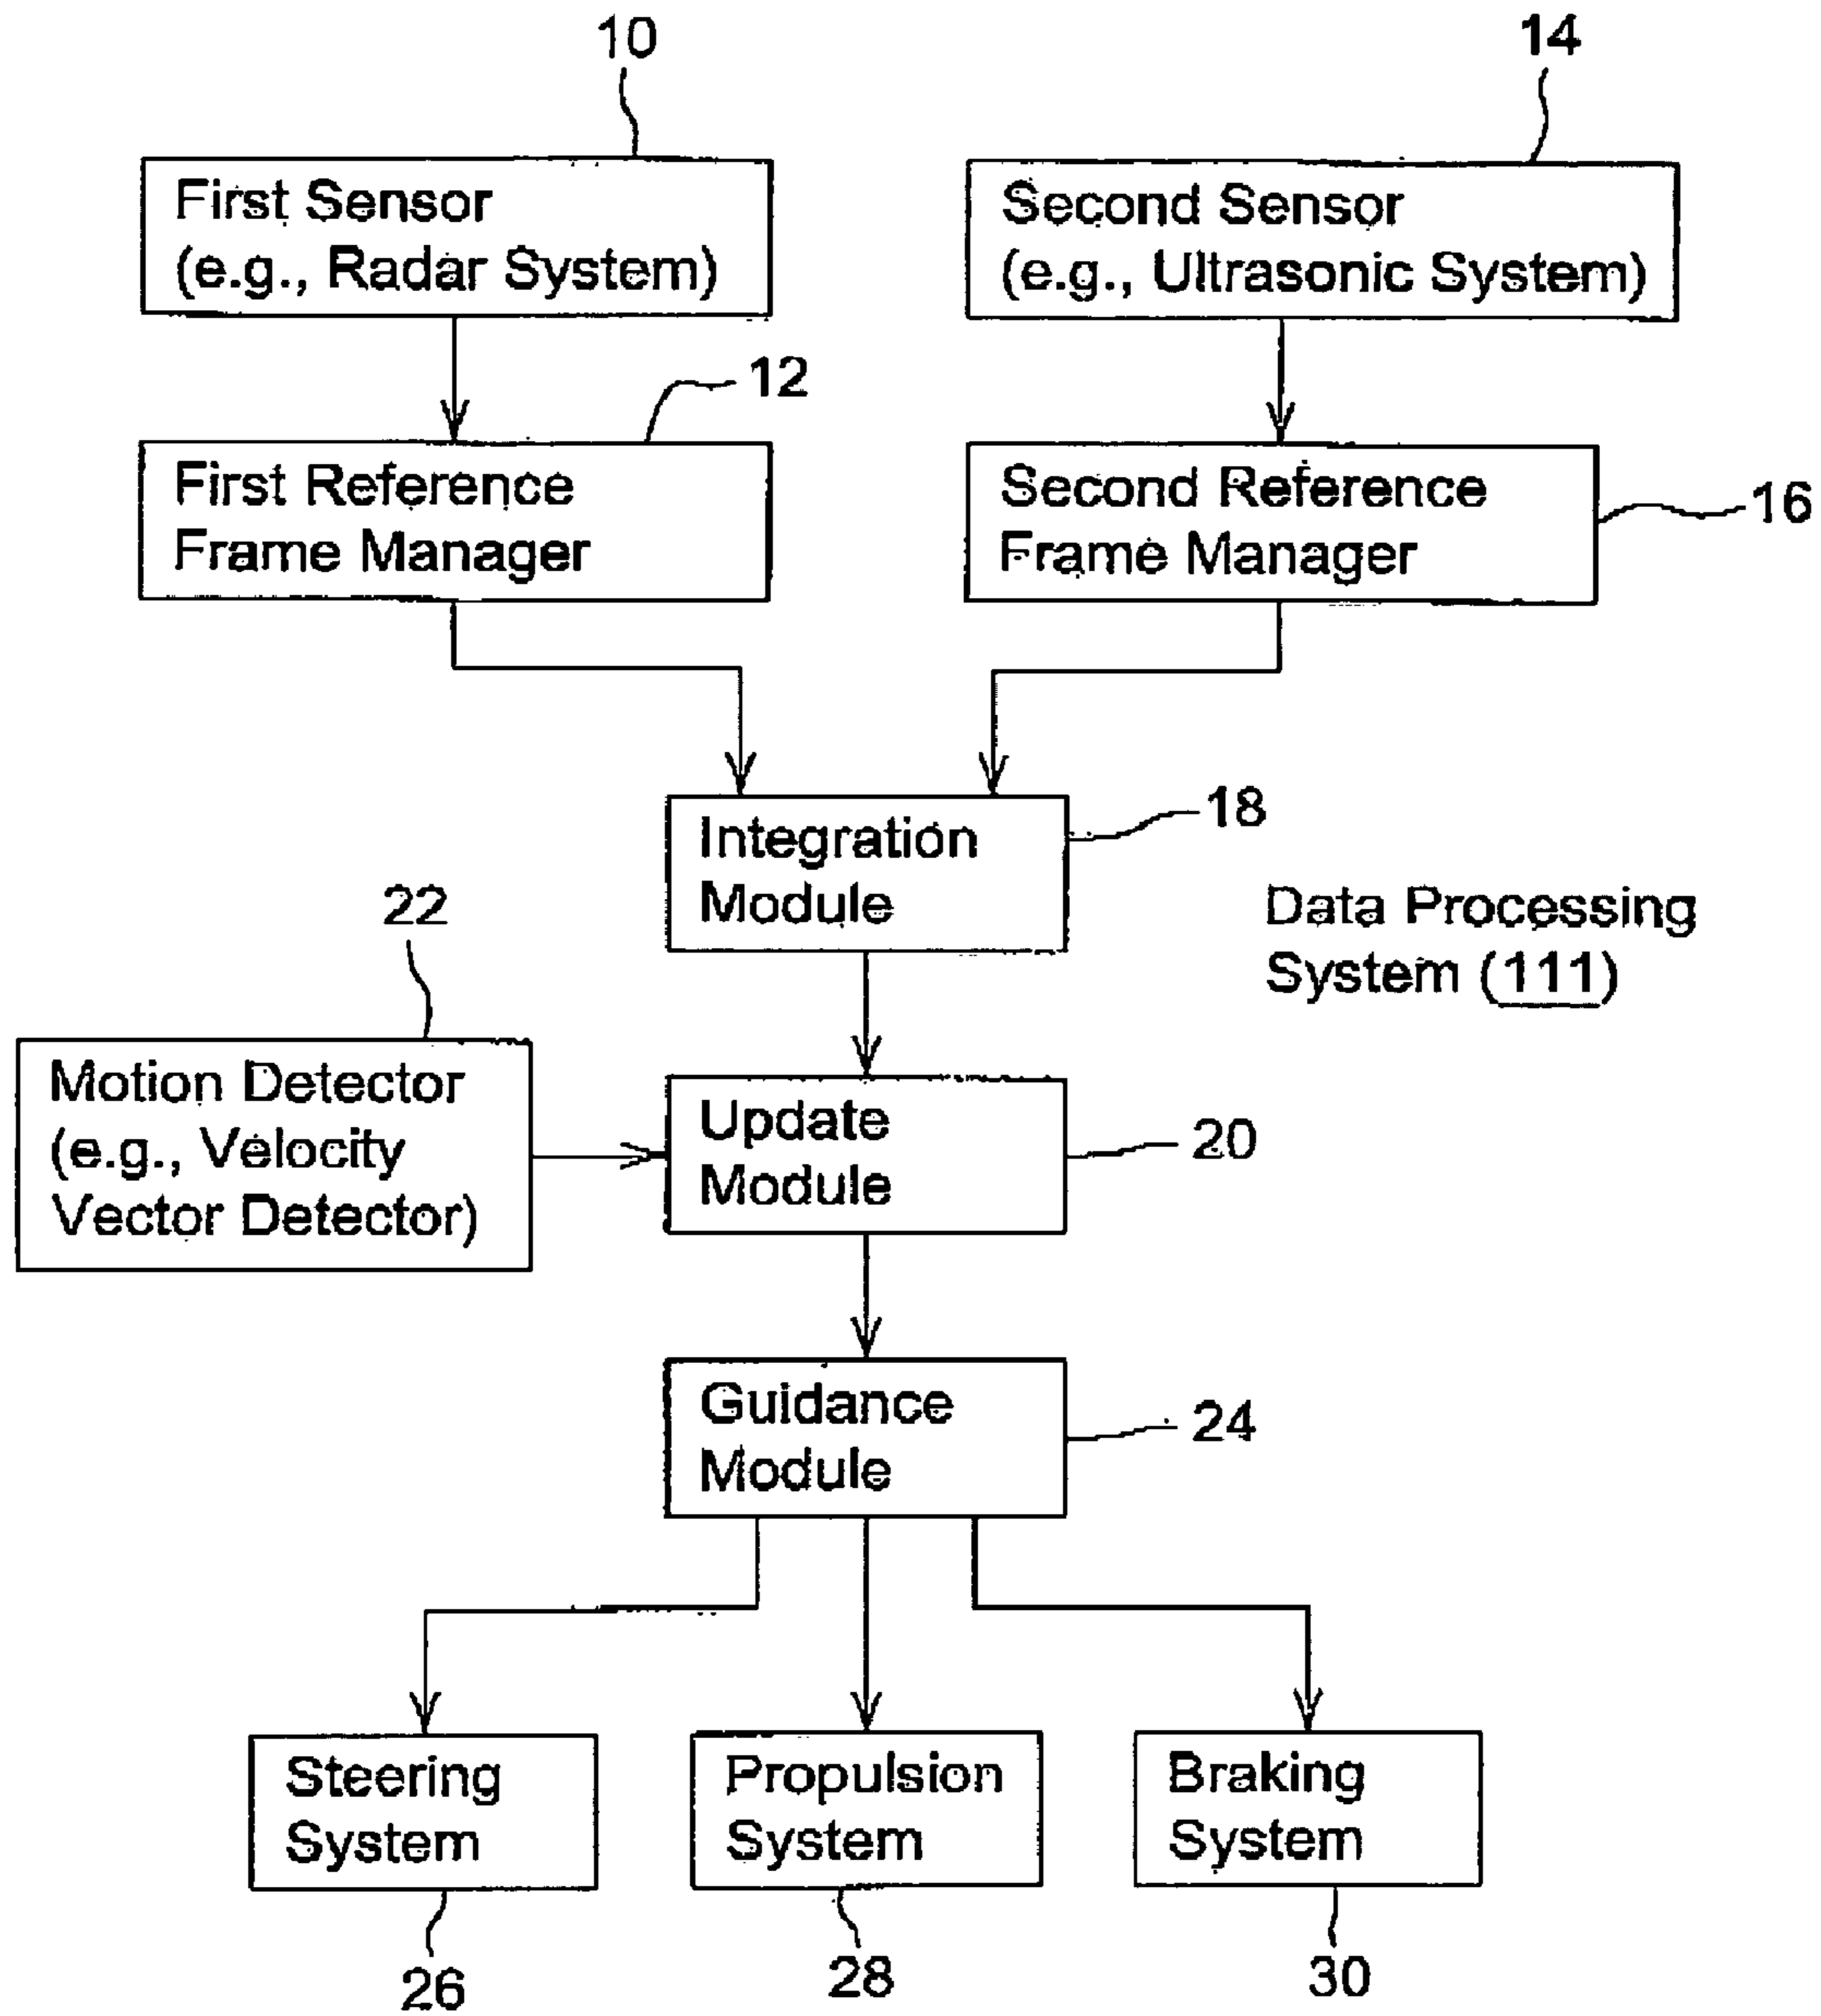 10
14
First Sensor
(e.g., Radar System)
Second Sensor
(e.g., Ultrasonic System)
12
First Reference
Frame Manager
Second Reference
Frame Manager
16
Integration
Module
18
Data Processing
System (111)
22
Motion Detector
(e.g., Velocity
Vector Detector)
Update
Module
20
Guidance
Module
24
Steering
System
Propulsion
System
Braking
System
26
28
30